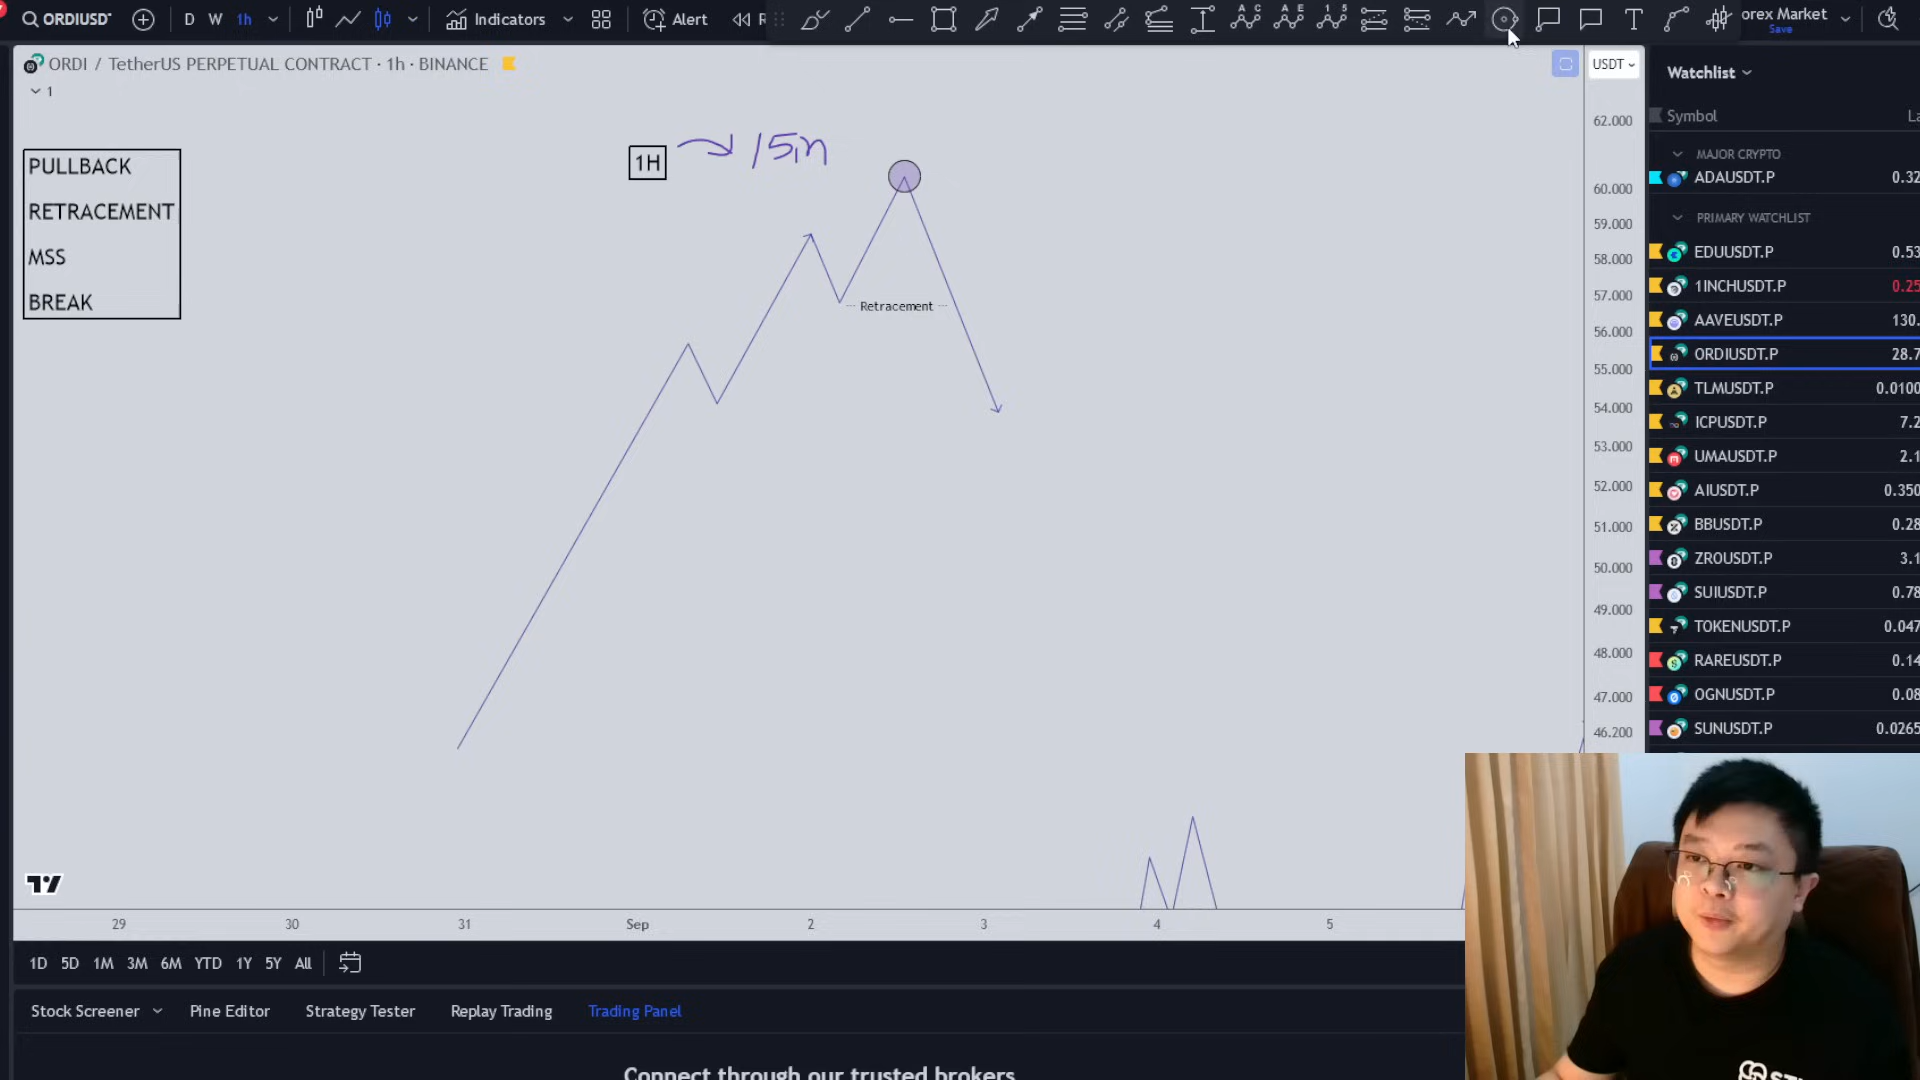 ORDIUSD
D W 1h
Indicators
Alert
orex Market
Save
ORDI / TetherUS PERPETUAL CONTRACT · 1h · BINANCE
1
USDT
PULLBACK
RETRACEMENT
MSS
BREAK
1H
15m
Retracement
62.000
60.000
59.000
58.000
57.000
56.000
55.000
54.000
53.000
52.000
51.000
50.000
49.000
48.000
47.000
46.200
29 30 31 Sep 2 3 4 5
Watchlist
Symbol La
MAJOR CRYPTO
ADAUSDT.P 0.32
PRIMARY WATCHLIST
EDUUSDT.P 0.53
1INCHUSDT.P 0.25
AAVEUSDT.P 130.
ORDIUSDT.P 28.7
TLMUSDT.P 0.0100
ICPUSDT.P 7.2
UMAUSDT.P 2.1
AIUSDT.P 0.350
BBUSDT.P 0.28
ZROUSDT.P 3.1
SUIUSDT.P 0.78
TOKENUSDT.P 0.047
RAREUSDT.P 0.14
OGNUSDT.P 0.08
SUNUSDT.P 0.0265
1D 5D 1M 3M 6M YTD 1Y 5Y All
Stock Screener Pine Editor Strategy Tester Replay Trading Trading Panel
Connect through our trusted brokers